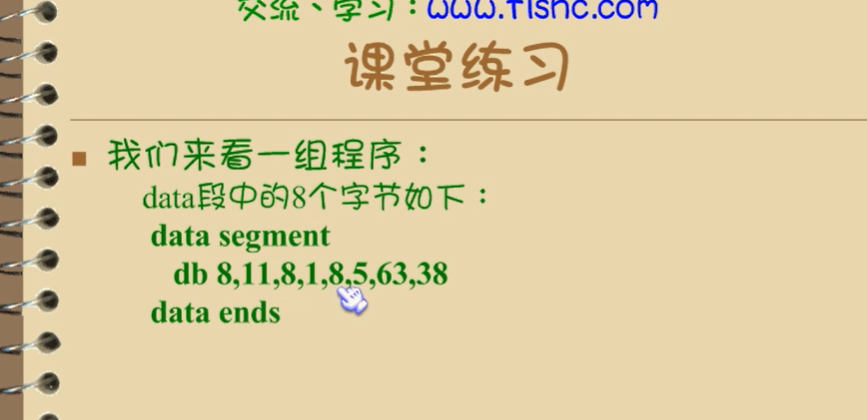 交流、学习：www.fishc.com
课堂练习
我们来看一组程序：
data段中的8个字节如下：
data segment
db 8,11,8,1,8,5,63,38
data ends